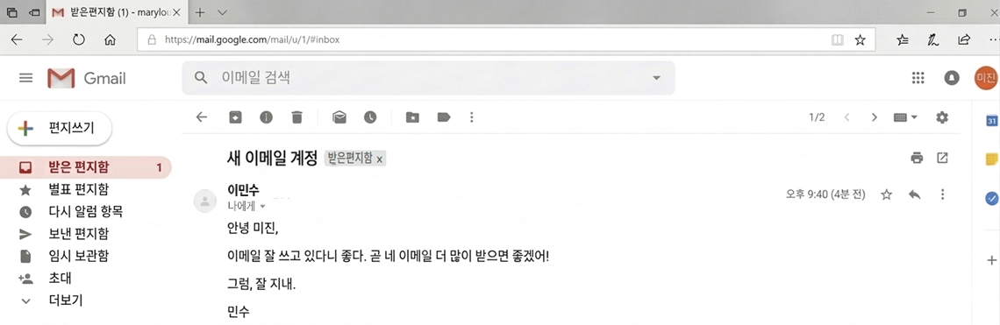 받은편지함 (1) - marylou
https://mail.google.com/mail/u/1/#inbox
Gmail
이메일 검색
미진
편지쓰기
1/2
31
새 이메일 계정 받은편지함 x
받은 편지함 1
별표 편지함
다시 알럼 항목
보낸 편지함
임시 보관함
초대
더보기
이민수
오후 9:40 (4분 전)
나에게
안녕 미진,
이메일 잘 쓰고 있다니 좋다. 곧 네 이메일 더 많이 받으면 좋겠어!
그럼, 잘 지내.
민수